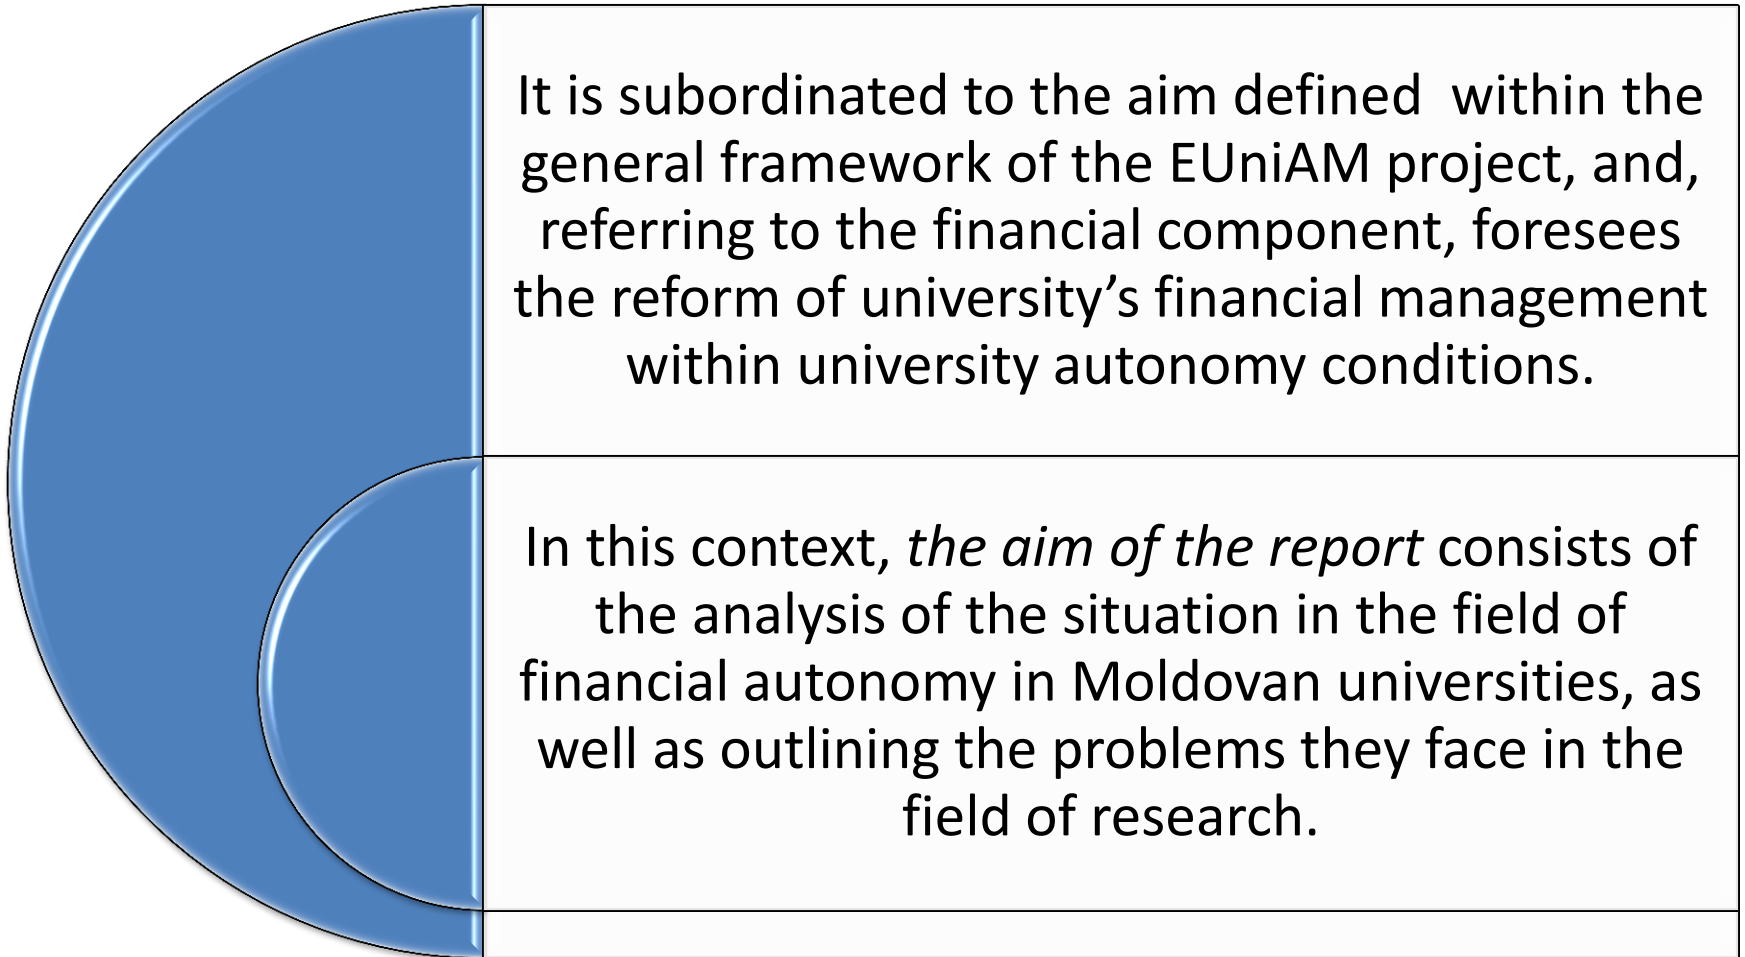 It is subordinated to the aim defined  within the
general framework of the EUniAM project, and,
referring to the financial component, foresees
the reform of university’s financial management
within university autonomy conditions.
In this context, the aim of the report consists of
the analysis of the situation in the field of
financial autonomy in Moldovan universities, as
well as outlining the problems they face in the
field of research.